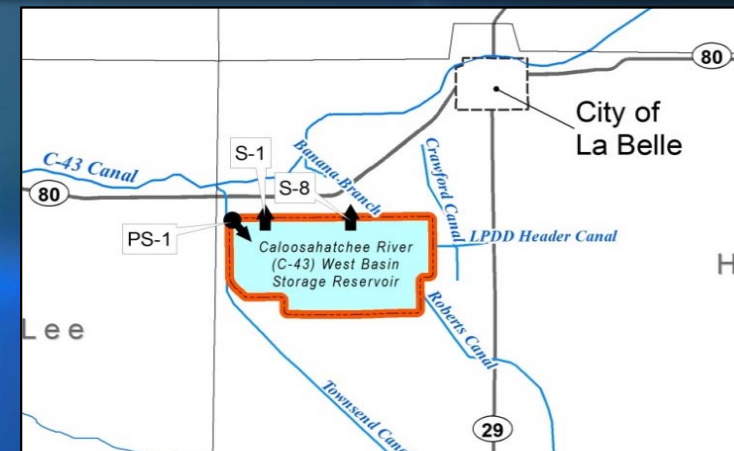 80
City of
La Belle
C-43 Canal
Banana Branch
Crawford Canal
S-1
S-8
80
PS-1
LPDD Header Canal
Caloosahatchee River
(C-43) West Basin
Storage Reservoir
H
Lee
Roberts Canal
Townsend Cana
29